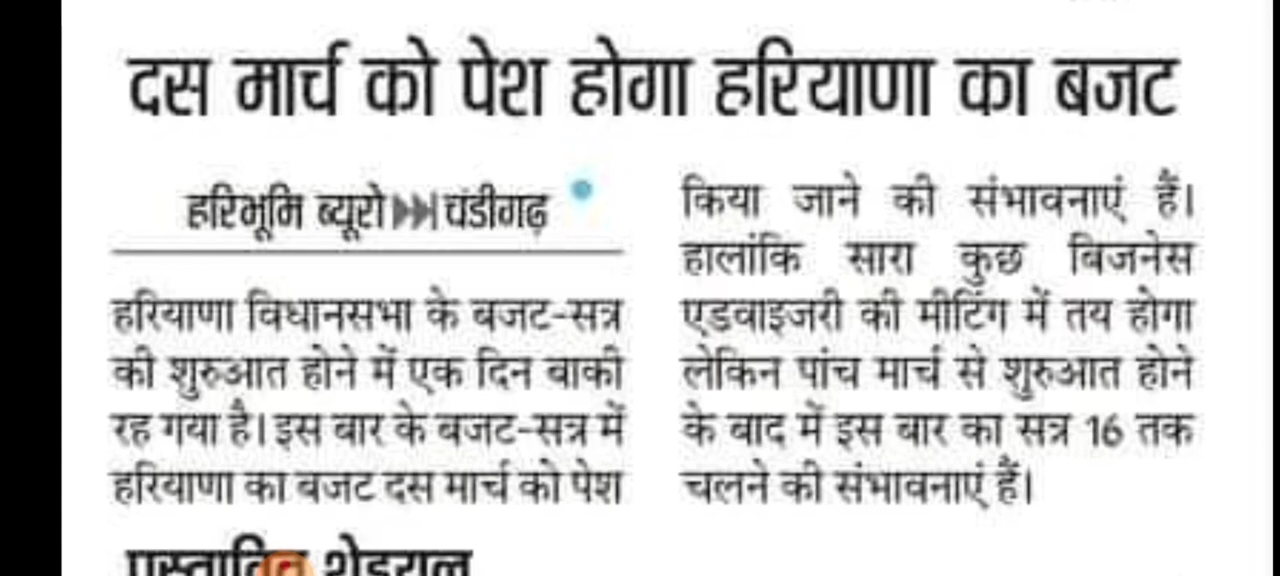 दस मार्च को पेश होगा हरियाणा का बजट
हरिभूमि ब्यूरो चंडीगढ़
हरियाणा विधानसभा के बजट-सत्र
की शुरुआत होने में एक दिन बाकी
रह गया है। इस बार के बजट-सत्र में
हरियाणा का बजट दस मार्च को पेश
किया जाने की संभावनाएं हैं।
हालांकि सारा कुछ बिजनेस
एडवाइजरी की मीटिंग में तय होगा
लेकिन पांच मार्च से शुरुआत होने
के बाद में इस बार का सत्र 16 तक
चलने की संभावनाएं हैं।
प्रस्तावित शेड्यूल